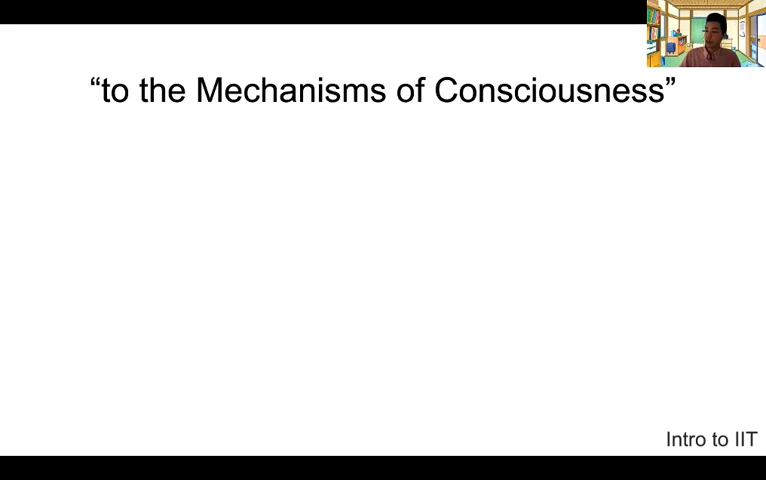 “to the Mechanisms of Consciousness”
Intro to IIT